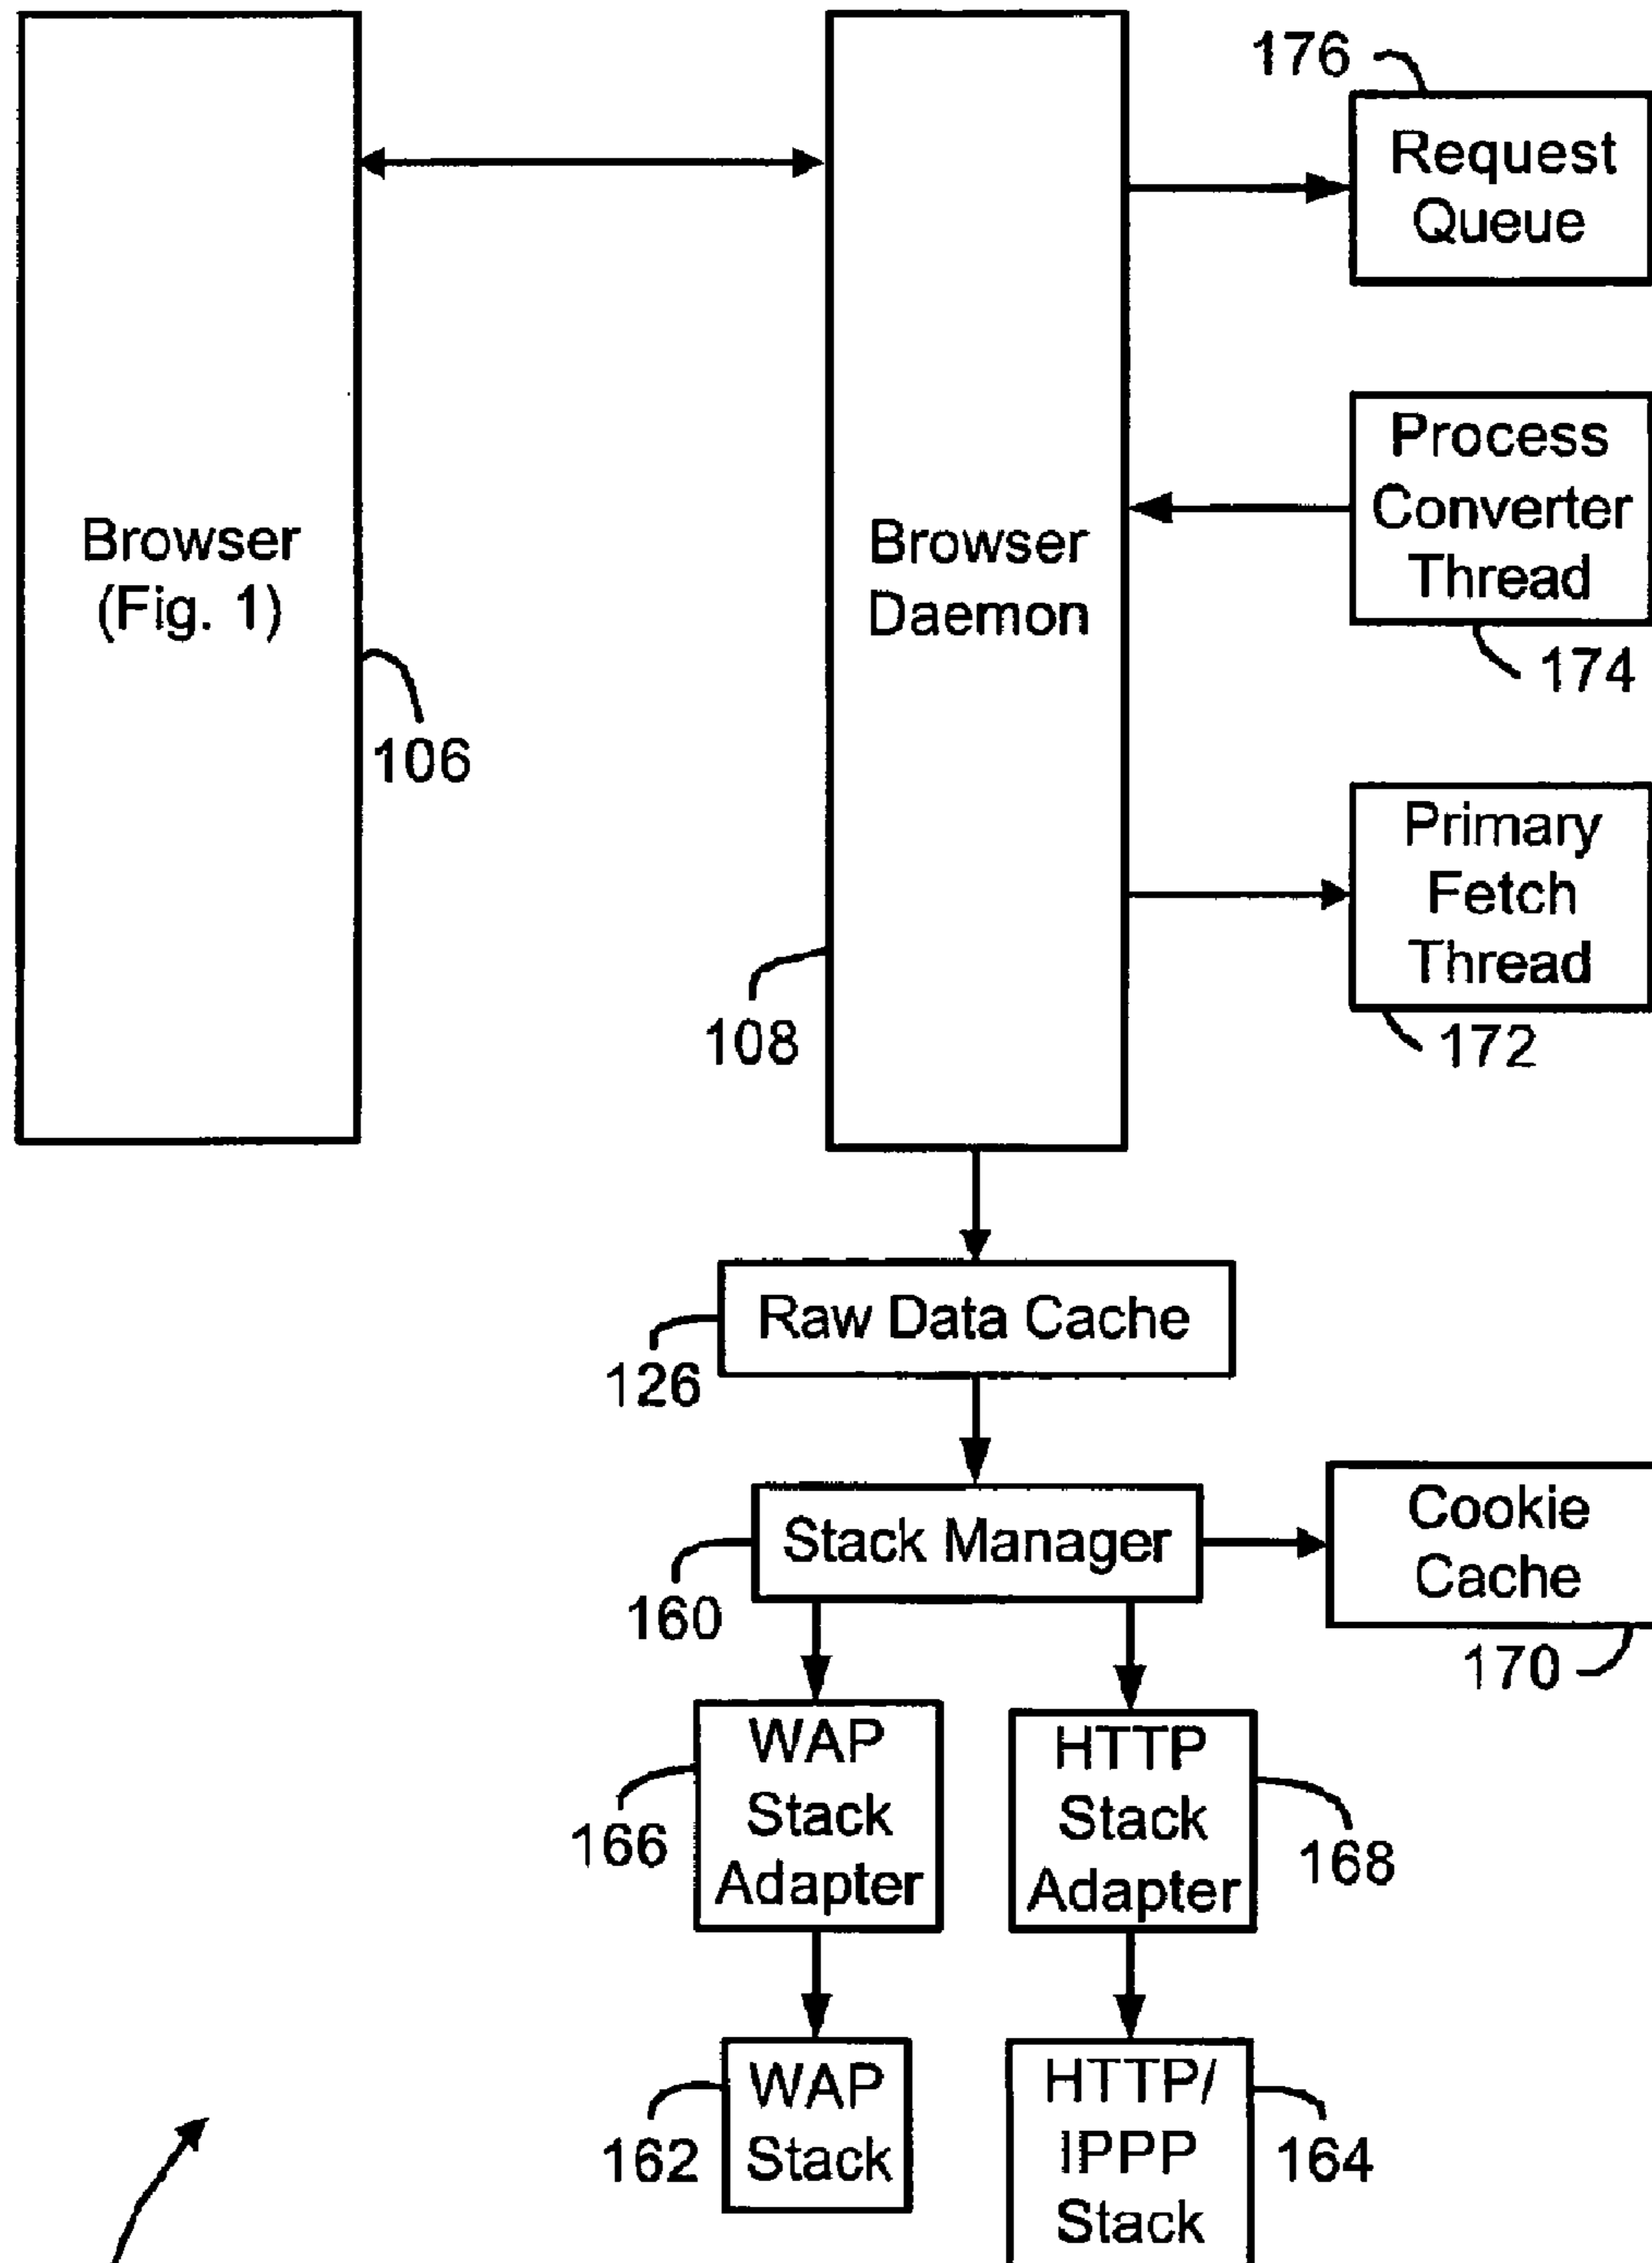 176
Request
Queue
Browser
(Fig. 1)
106
Browser
Daemon
108
Process
Converter
Thread
174
Primary
Fetch
Thread
172
Raw Data Cache
126
Stack Manager
160
Cookie
Cache
170
WAP
Stack
Adapter
166
HTTP
Stack
Adapter
168
WAP
Stack
162
HTTP/
IPPP
Stack
164